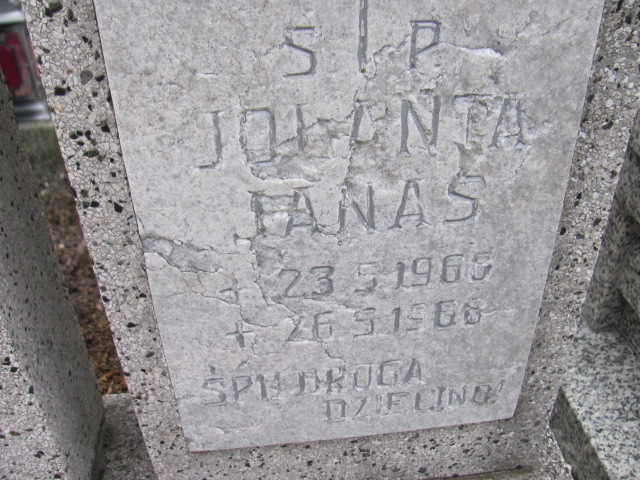 S P
JOLANTA
JANAS
23 5 1965
+ 26 5 1968
ŚPIJ DROGA
DZIECINO!